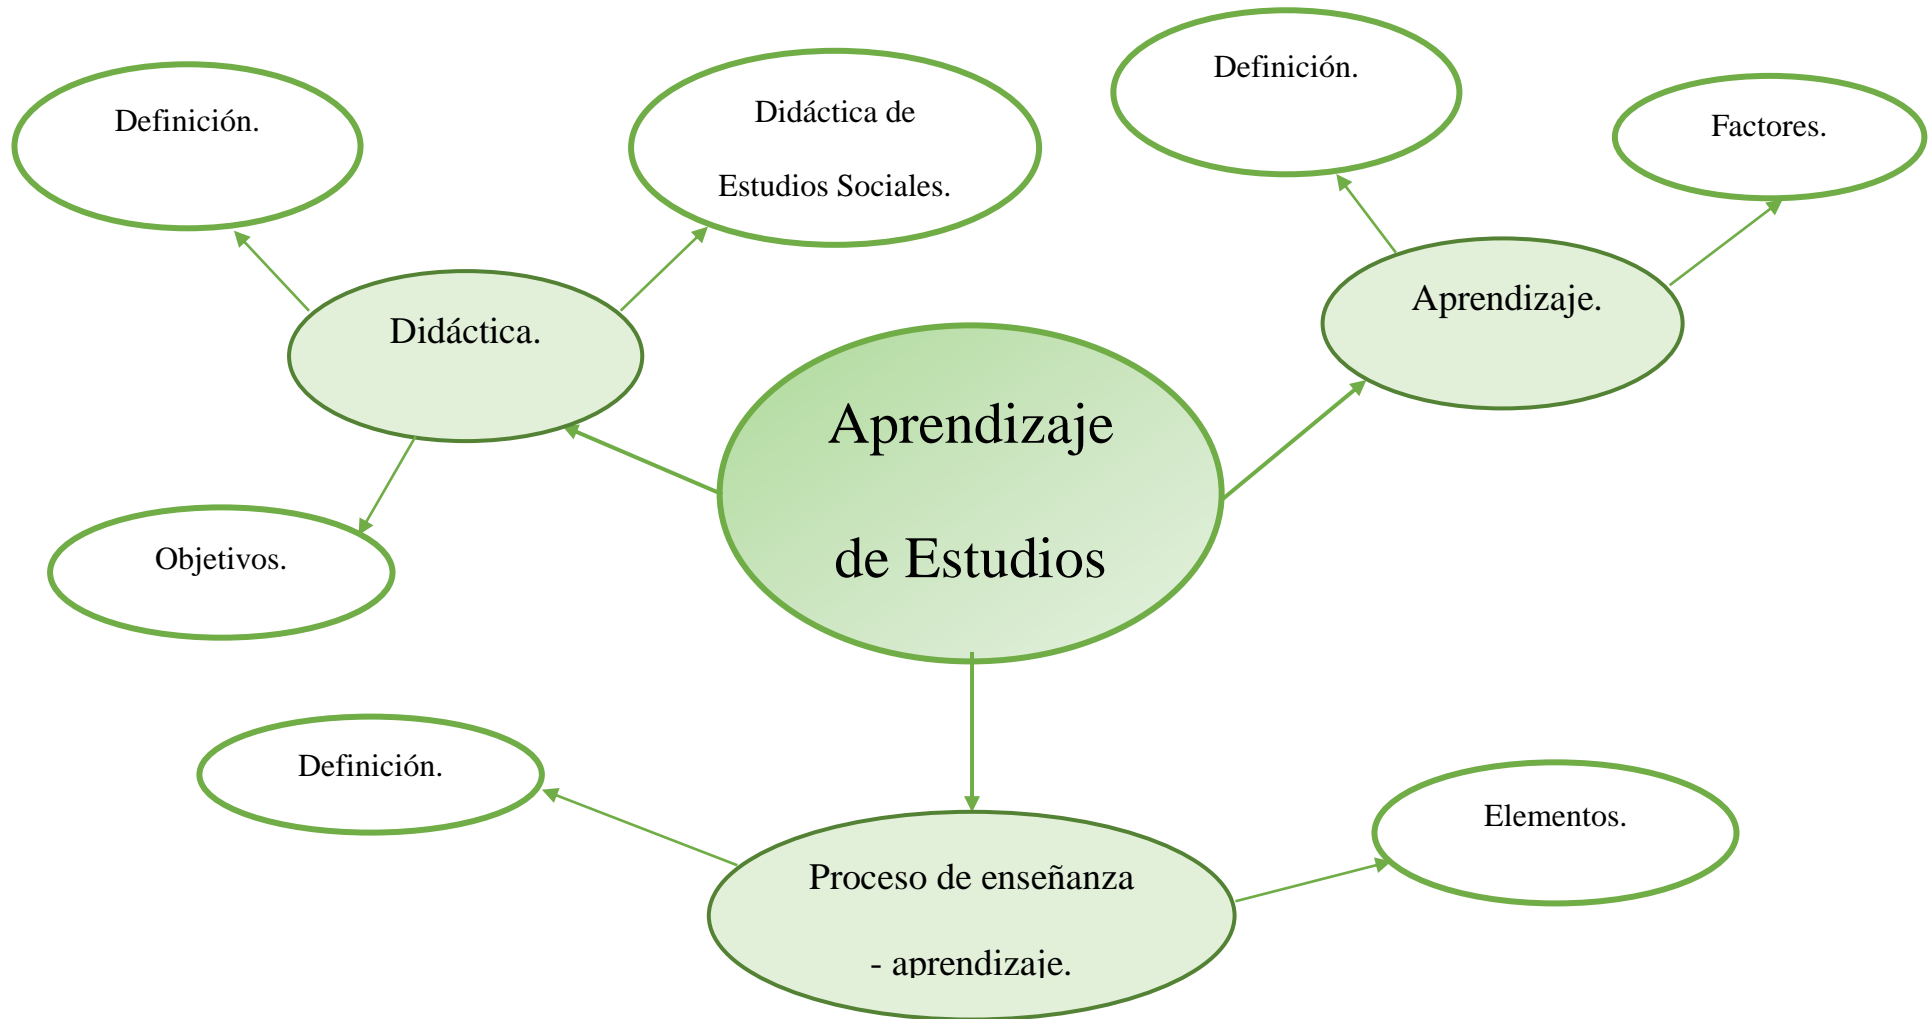 Definición.
Didáctica de
Estudios Sociales.
Definición.
Factores.
Didáctica.
Aprendizaje.
Aprendizaje
de Estudios
Objetivos.
Definición.
Elementos.
Proceso de enseñanza
- aprendizaje.